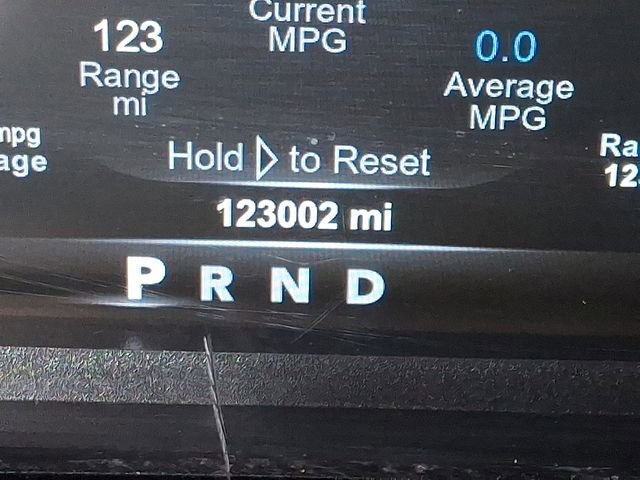 Current
123
MPG
0.0
Range
mi
Average
MPG
mpg
age
Hold to Reset
Ra
12
123002 mi
P R N D